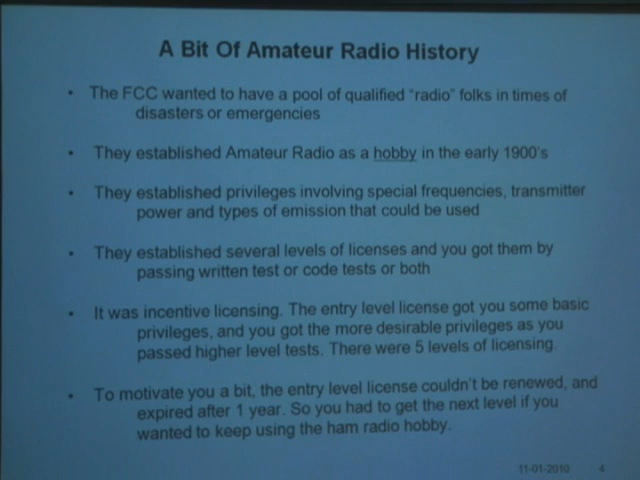 A Bit Of Amateur Radio History
• The FCC wanted to have a pool of qualified "radio" folks in times of
disasters or emergencies
• They established Amateur Radio as a hobby in the early 1900's
• They established privileges involving special frequencies, transmitter
power and types of emission that could be used
• They established several levels of licenses and you got them by
passing written test or code tests or both
• It was incentive licensing. The entry level license got you some basic
privileges, and you got the more desirable privileges as you
passed higher level tests. There were 5 levels of licensing.
• To motivate you a bit, the entry level license couldn't be renewed, and
expired after 1 year. So you had to get the next level if you
wanted to keep using the ham radio hobby.
11-01-2010 4